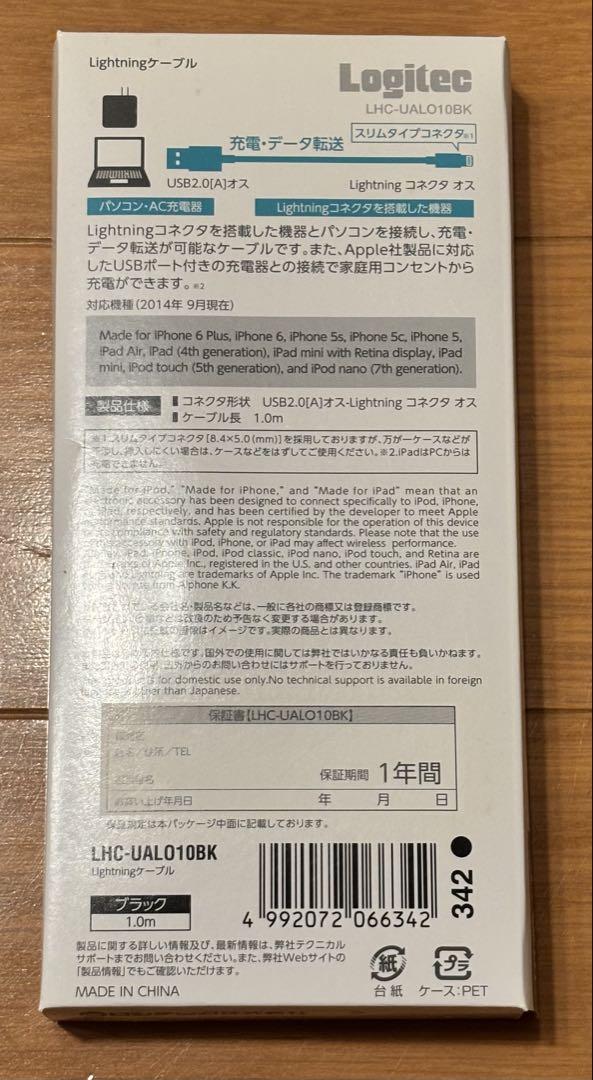 Lightningケーブル
Logitec
LHC-UALO10BK
充電・データ転送
スリムタイプコネクタ※1
USB2.0[A]オス
Lightning コネクタ オス
パソコン・AC充電器
Lightningコネクタを搭載した機器
Lightningコネクタを搭載した機器とパソコンを接続し、充電・
データ転送が可能なケーブルです。また、Apple社製品に対応
したUSBポート付きの充電器との接続で家庭用コンセントから
充電ができます。※2
対応機種(2014年 9月現在)
Made for iPhone 6 Plus, iPhone 6, iPhone 5s, iPhone 5c, iPhone 5,
iPad Air, iPad (4th generation), iPad mini with Retina display, iPad
mini, iPod touch (5th generation), and iPod nano (7th generation).
製品仕様
▮コネクタ形状 USB2.0[A]オス-Lightning コネクタ オス
▮ケーブル長 1.0m
※1.スリムタイプコネクタ[8.4×5.0(mm)]を採用しておりますが、万が一ケースなどが
し、挿入しにくい場合は、ケースなどをはずしてご使用ください。※2.iPadはPCからは
充電できません。
"Made for iPod," "Made for iPhone," and "Made for iPad" mean that an
electronic accessory has been designed to connect specifically to iPod, iPhone,
iPad, respectively, and has been certified by the developer to meet Apple
performance standards. Apple is not responsible for the operation of this device
compliance with safety and regulatory standards. Please note that the use
accessory with iPod, iPhone, or iPad may affect wireless performance.
iPad, iPhone, iPod, iPod classic, iPod nano, iPod touch, and Retina are
of Apple Inc., registered in the U.S. and other countries. iPad Air, iPad
Lightning are trademarks of Apple Inc. The trademark "iPhone" is used
from Aiphone K.K.
会社名・製品名などは、一般に各社の商標又は登録商標です。
改良のため予告なく変更する場合があります。
画像はイメージです。実際の商品とは異なります。
国内仕様です。国外での使用に関しては弊社ではいかなる責任も負いかねます。
国外からのお問い合わせにはサポートを行っておりません。
for domestic use only.No technical support is available in foreign
other than Japanese.
保証書【LHC-UALO10BK】
氏名/住所/TEL
保証期間 1年間
お買い上げ年月日 年 月 日
保証規定は本パッケージ中面に記載しております。
LHC-UALO10BK
Lightningケーブル
ブラック
1.0m
4 992072 066342
342
製品に関する詳しい情報及び、最新情報は、弊社テクニカル
サポートまでお問い合わせください。また、弊社Webサイトの
「製品情報」でもご確認いただけます。
MADE IN CHINA
紙
台紙
プラ
ケース:PET